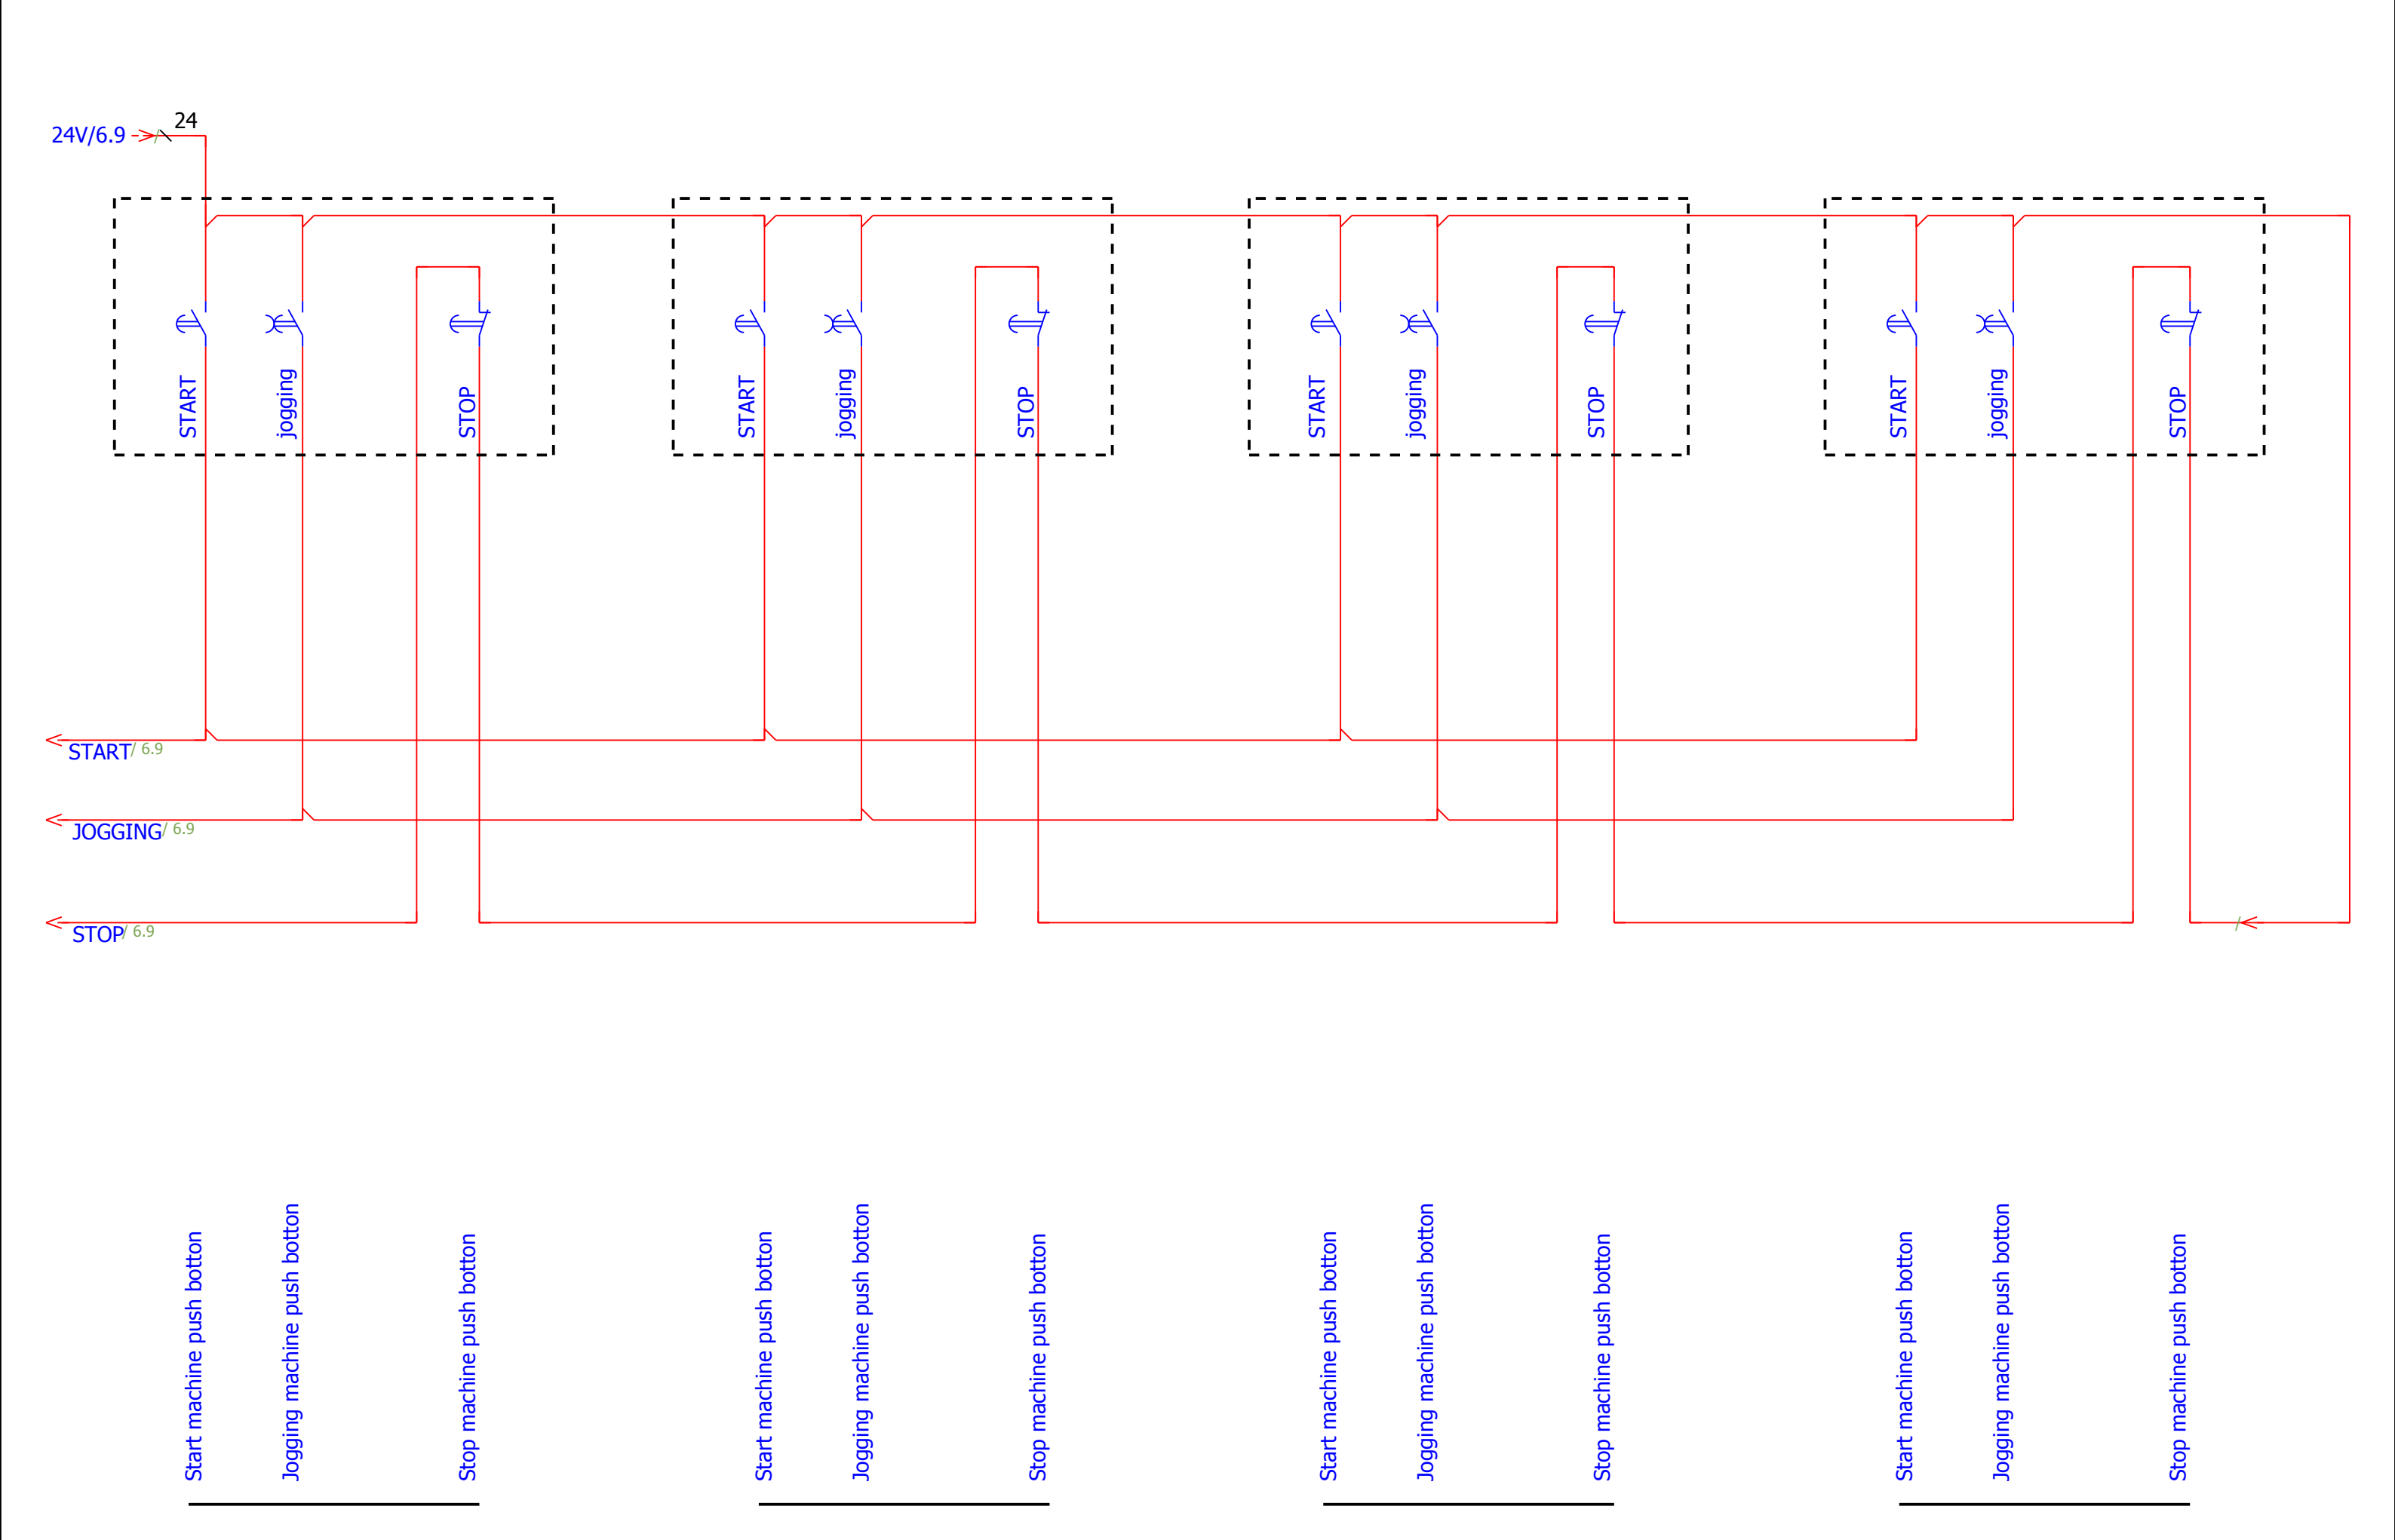 24
24V/6.9
START
jogging
STOP
START
jogging
STOP
START
jogging
STOP
START
jogging
STOP
START/ 6.9
JOGGING/ 6.9
STOP/ 6.9
Start machine push botton
Jogging machine push botton
Stop machine push botton
Start machine push botton
Jogging machine push botton
Stop machine push botton
Start machine push botton
Jogging machine push botton
Stop machine push botton
Start machine push botton
Jogging machine push botton
Stop machine push botton